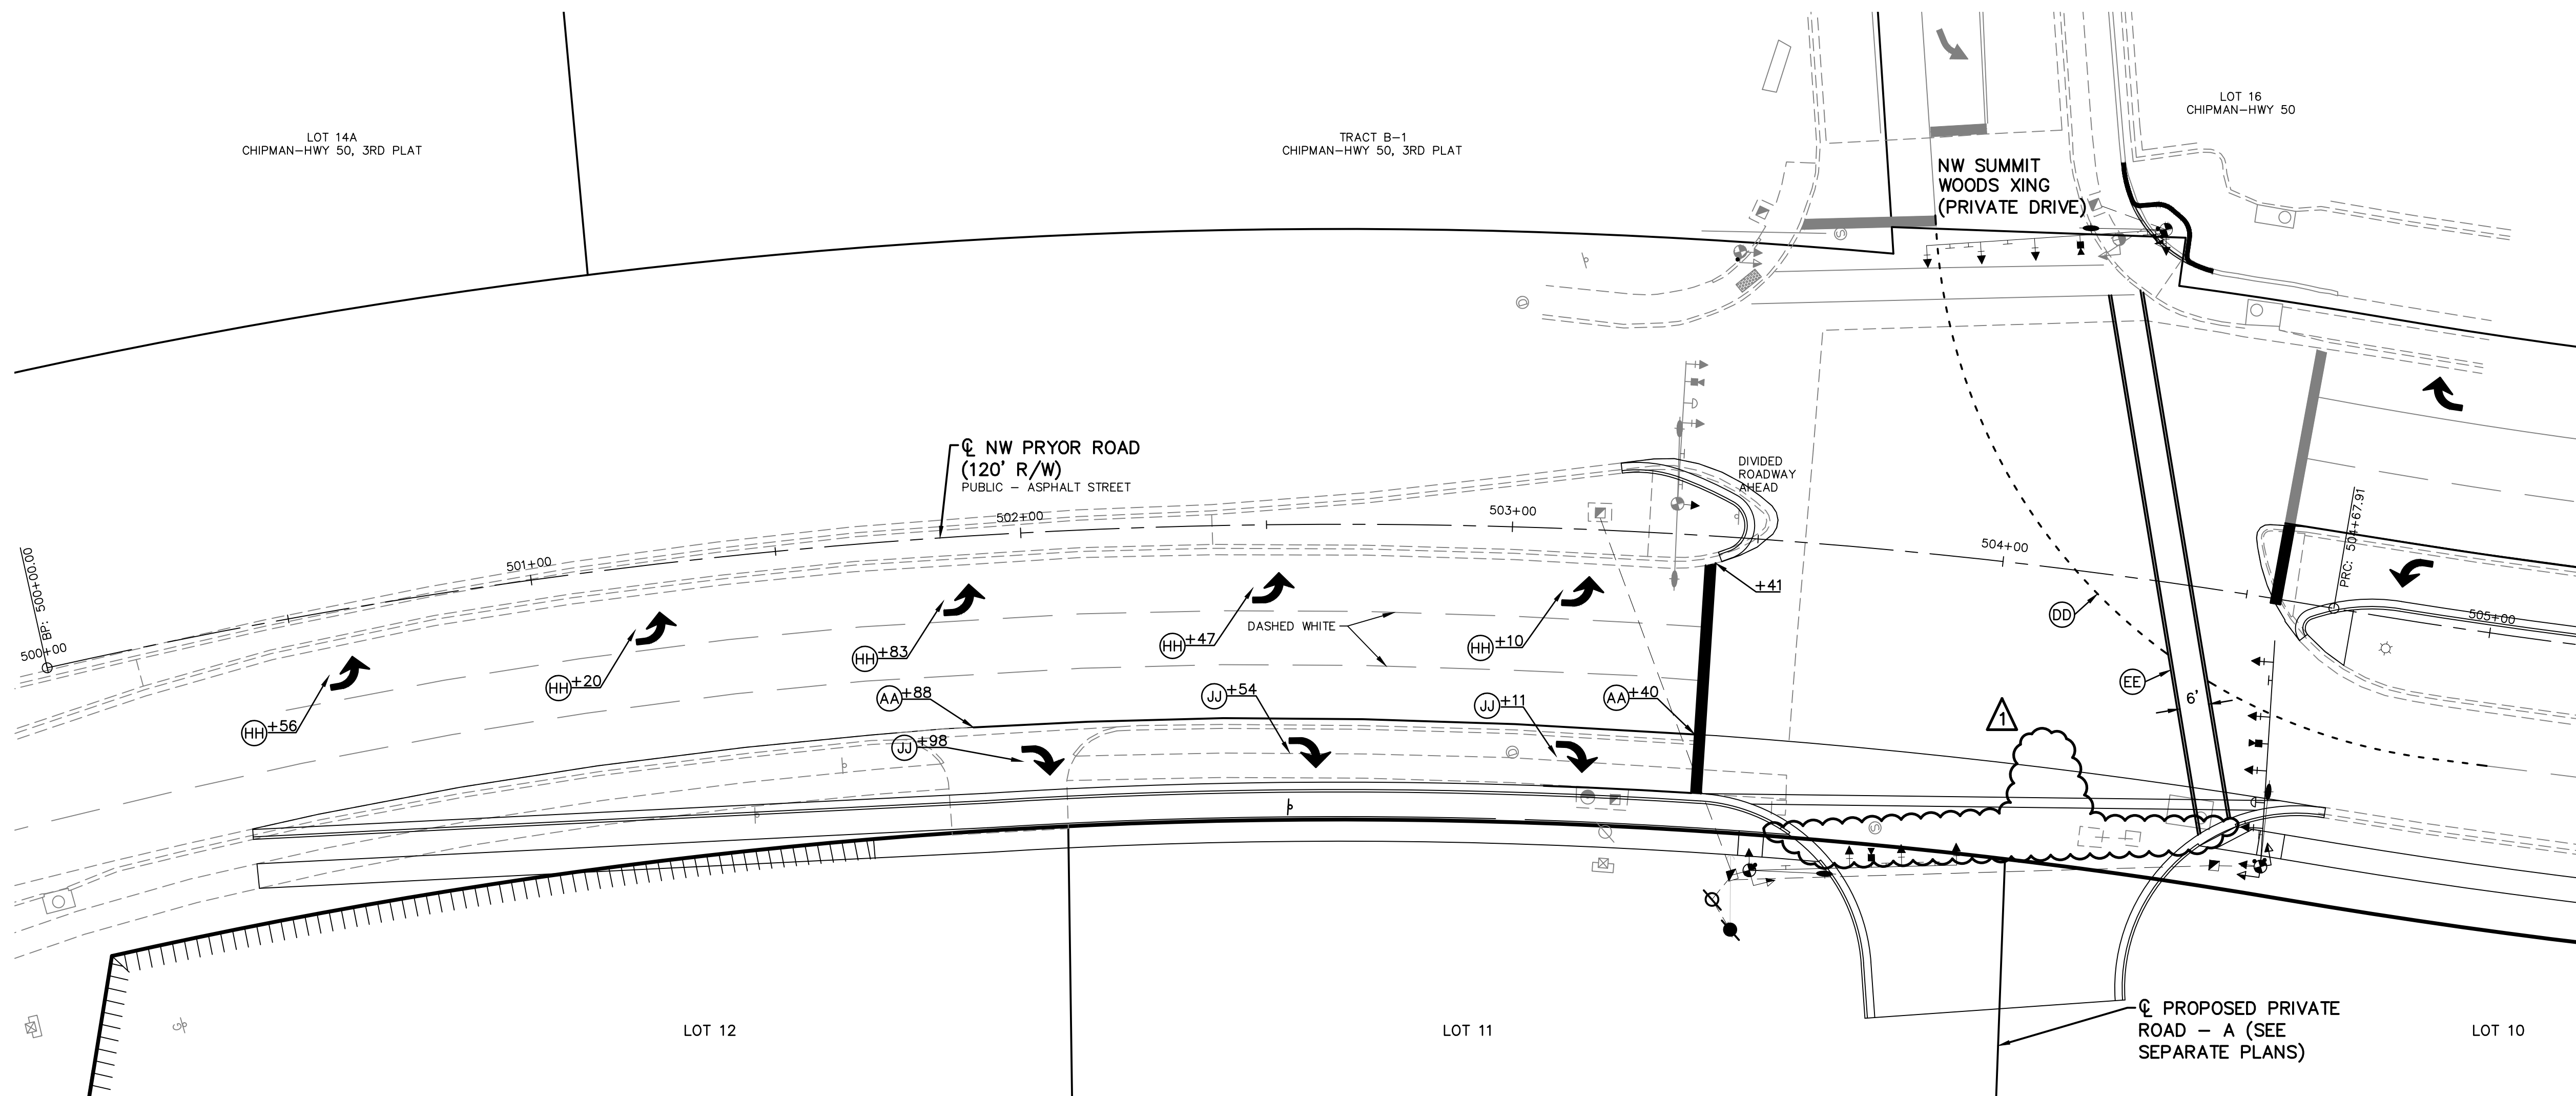 LOT 14A
CHIPMAN-HWY 50, 3RD PLAT
TRACT B-1
CHIPMAN-HWY 50, 3RD PLAT
LOT 16
CHIPMAN-HWY 50
NW SUMMIT
WOODS XING
(PRIVATE DRIVE)
S
D
℄ NW PRYOR ROAD
(120' R/W)
PUBLIC - ASPHALT STREET
DIVIDED
ROADWAY
AHEAD
BP: 500+00.00
500+00
501+00
502+00
503+00
504+00
PRC: 504+67.91
505+00
+41
DD
DASHED WHITE
HH +56
HH +20
HH +83
HH +47
HH +10
AA +88
JJ +54
JJ +11
AA +40
EE
6'
1
JJ +98
D
S
G
LOT 12
LOT 11
℄ PROPOSED PRIVATE
ROAD - A (SEE
SEPARATE PLANS)
LOT 10